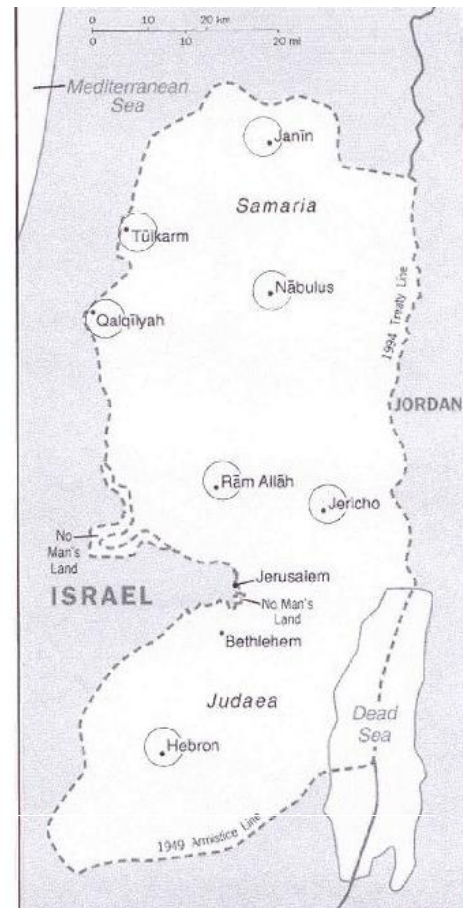 0 10 20 km
0 10 20 mi
Mediterranean
Sea
Janīn
Samaria
Tūlkarm
Nābulus
Qalqīlyah
1994 Treaty Line
JORDAN
Rām Allāh
Jericho
No
Man's
Land
Jerusalem
ISRAEL
No Man's
Land
Bethlehem
Judaea
Dead
Sea
Hebron
1949 Armistice Line